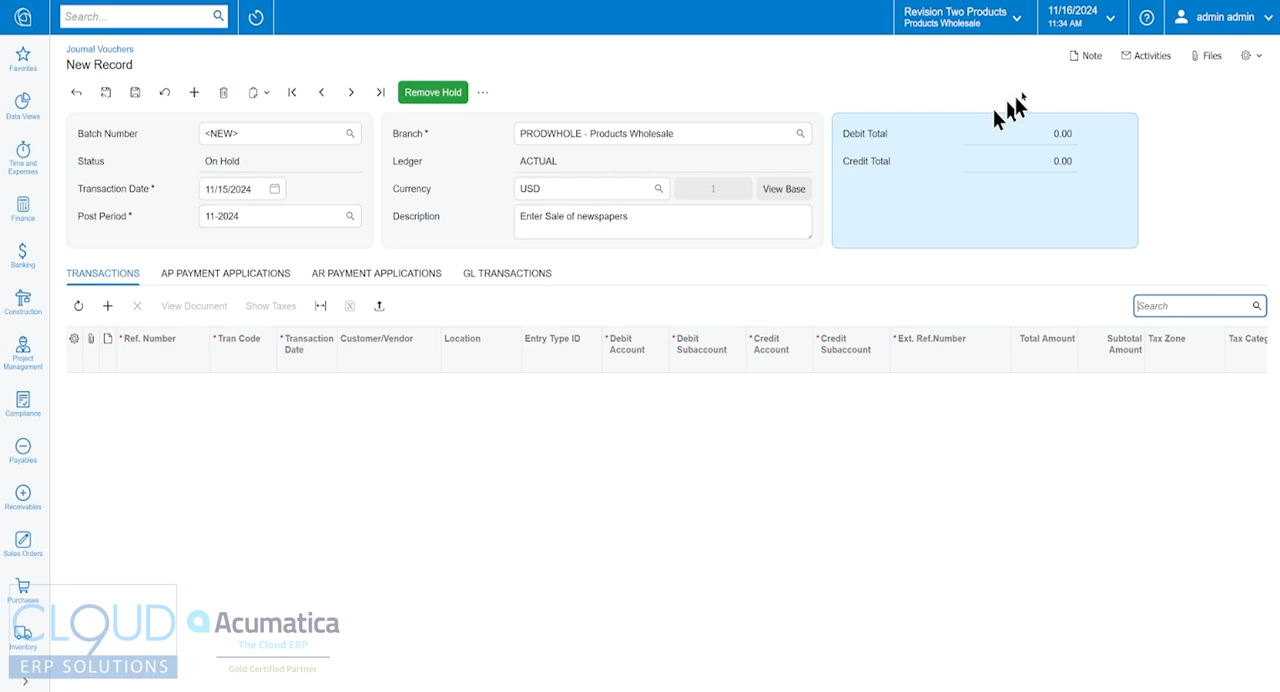 Search...
Revision Two Products
Products Wholesale
11/16/2024
11:34 AM
admin admin
Journal Vouchers
New Record
Note
Activities
Files
Remove Hold
Batch Number
<NEW>
Status
On Hold
Transaction Date *
11/15/2024
Post Period *
11-2024
Branch *
PRODWHOLE - Products Wholesale
Ledger
ACTUAL
Currency
USD
1
View Base
Description
Enter Sale of newspapers
Debit Total
0.00
Credit Total
0.00
TRANSACTIONS
AP PAYMENT APPLICATIONS
AR PAYMENT APPLICATIONS
GL TRANSACTIONS
View Document
Show Taxes
Search
* Ref. Number
* Tran Code
* Transaction
Date
Customer/Vendor
Location
Entry Type ID
* Debit
Account
* Debit
Subaccount
* Credit
Account
* Credit
Subaccount
* Ext. Ref.Number
Total Amount
Subtotal
Amount
Tax Zone
Tax Categ
Favorites
Data Views
Time and
Expenses
Finance
Banking
Construction
Project
Management
Compliance
Payables
Receivables
Sales Orders
Purchases
Inventory
CLOUD
9
ERP SOLUTIONS
Acumatica
The Cloud ERP
Gold Certified Partner